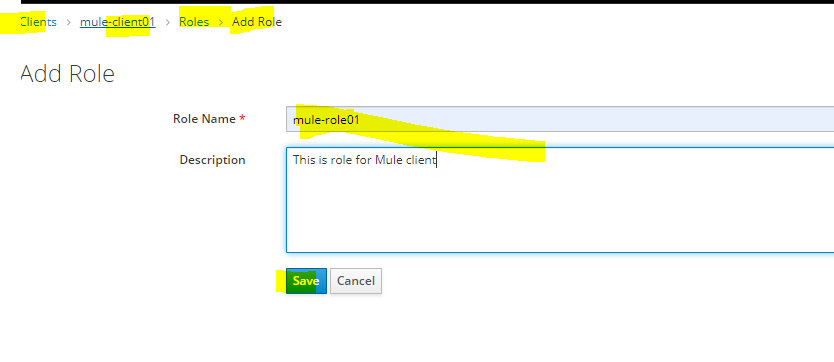 Clients > mule-client01 > Roles > Add Role
Add Role
Role Name *
mule-role01
Description
This is role for Mule client
Save Cancel